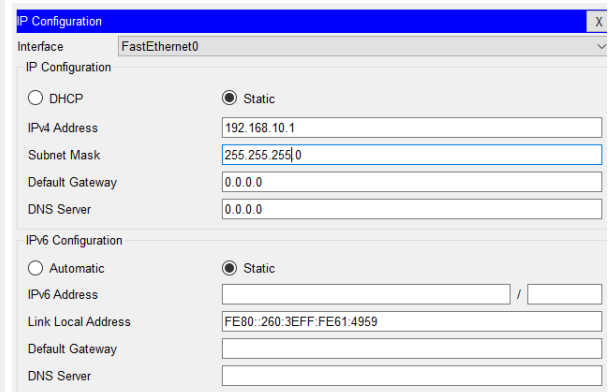 IP Configuration X
Interface FastEthernet0
IP Configuration
DHCP Static
IPv4 Address 192.168.10.1
Subnet Mask 255.255.255.0
Default Gateway 0.0.0.0
DNS Server 0.0.0.0
IPv6 Configuration
Automatic Static
IPv6 Address /
Link Local Address FE80::260:3EFF:FE61:4959
Default Gateway
DNS Server